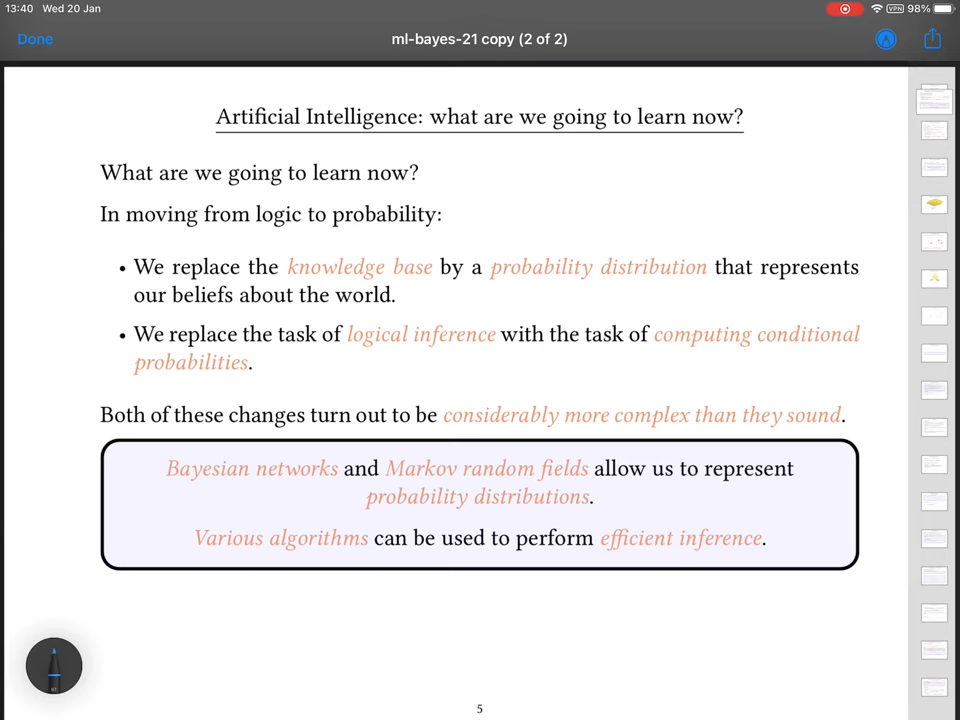 13:40 Wed 20 Jan VPN 98%
Done ml-bayes-21 copy (2 of 2)
Artificial Intelligence: what are we going to learn now?
What are we going to learn now?
In moving from logic to probability:
• We replace the knowledge base by a probability distribution that represents
our beliefs about the world.
• We replace the task of logical inference with the task of computing conditional
probabilities.
Both of these changes turn out to be considerably more complex than they sound.
Bayesian networks and Markov random fields allow us to represent
probability distributions.
Various algorithms can be used to perform efficient inference.
5